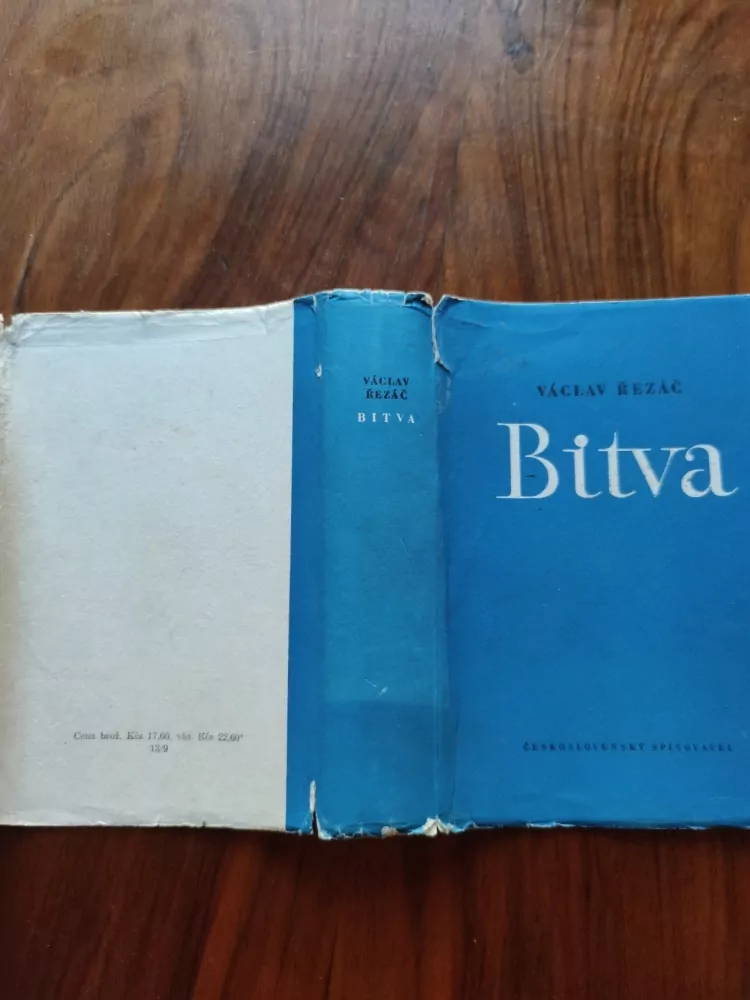 VÁCLAV
ŘEZÁČ
BITVA
VÁCLAV ŘEZÁČ
Bitva
ČESKOSLOVENSKÝ SPISOVATEL
Cena brož. Kčs 17,60, váz. Kčs 22,60*
13/9